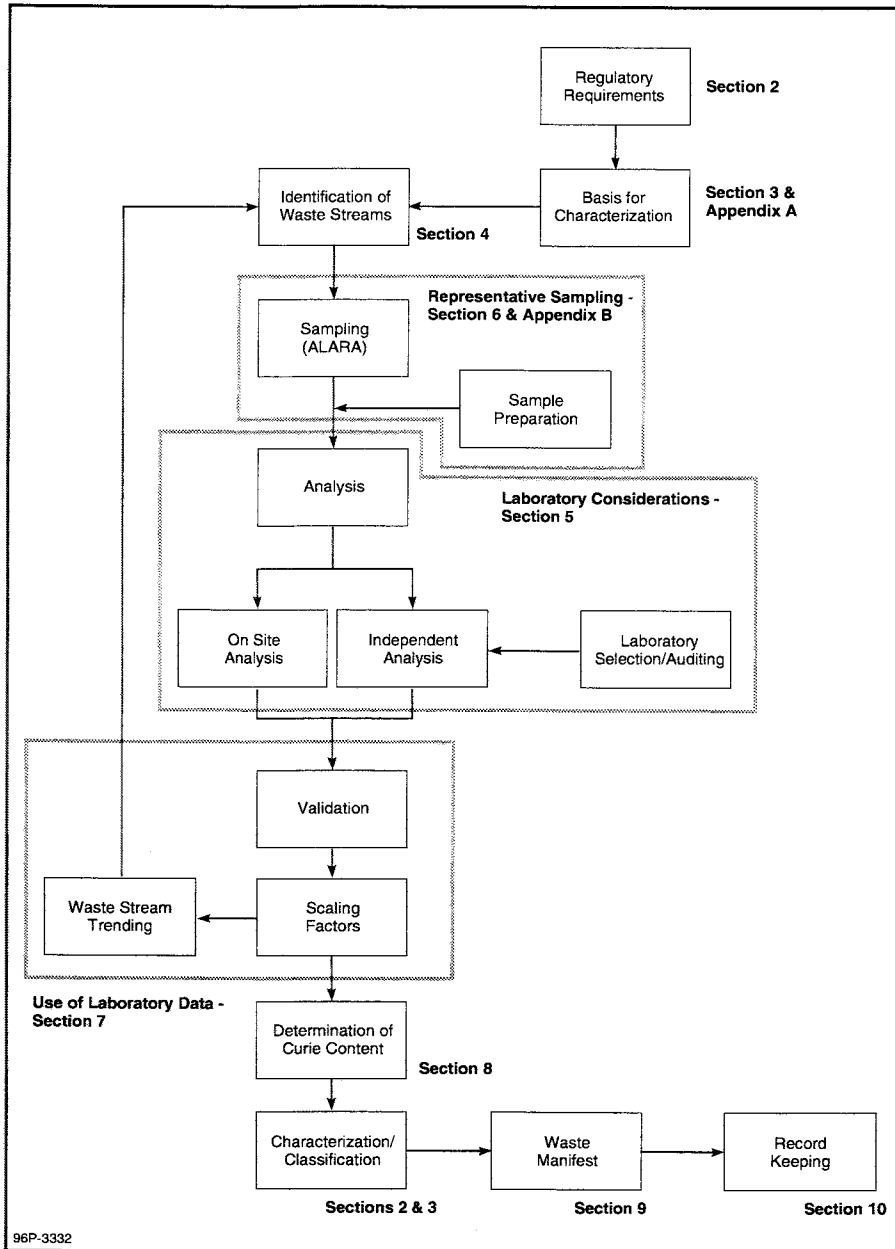 Regulatory
Requirements
Section 2
Identification of
Waste Streams
Section 4
Basis for
Characterization
Section 3 &
Appendix A
Representative Sampling -
Section 6 & Appendix B
Sampling
(ALARA)
Sample
Preparation
Analysis
Laboratory Considerations -
Section 5
On Site
Analysis
Independent
Analysis
Laboratory
Selection/Auditing
Validation
Waste Stream
Trending
Scaling
Factors
Use of Laboratory Data -
Section 7
Determination of
Curie Content
Section 8
Characterization/
Classification
Sections 2 & 3
Waste
Manifest
Section 9
Record
Keeping
Section 10
96P-3332